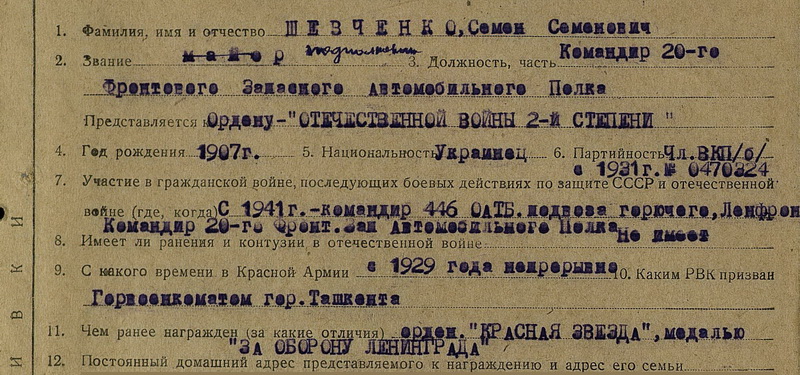 1. Фамилия, имя и отчество ШЕВЧЕНКО, Семен Семенович
2. Звание майор подполковник 3. Должность, часть Командир 20-го
Фронтового Запасного Автомобильного Полка
Представляется к Ордену-"ОТЕЧЕСТВЕННОЙ ВОЙНЫ 2-й СТЕПЕНИ"
4. Год рождения 1907г. 5. Национальность Украинец 6. Партийность Чл.ВКП/б/
с 1931г.№ 0470324
7. Участие в гражданской войне, последующих боевых действиях по защите СССР и отечественной
войне (где, когда) С 1941г.-командир 446 ОАТБ.подвоза горючего, Ленфрон
Командир 20-го Фронт.Зап Автомобильного Полка
8. Имеет ли ранения и контузии в отечественной войне Не имеет
9. С какого времени в Красной Армии с 1929 года непрерывно 10. Каким РВК призван
Горвоенкоматом гор.Ташкента
11. Чем ранее награжден (за какие отличия) орден."КРАСНАЯ ЗВЕЗДА", медалью
"ЗА ОБОРОНУ ЛЕНИНГРАДА"
12. Постоянный домашний адрес представляемого к награждению и адрес его семьи
И В К И